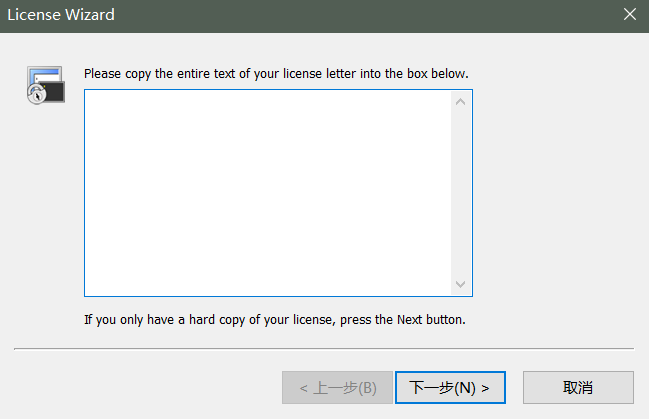 License Wizard
Please copy the entire text of your license letter into the box below.
If you only have a hard copy of your license, press the Next button.
< 上一步(B)
下一步(N) >
取消